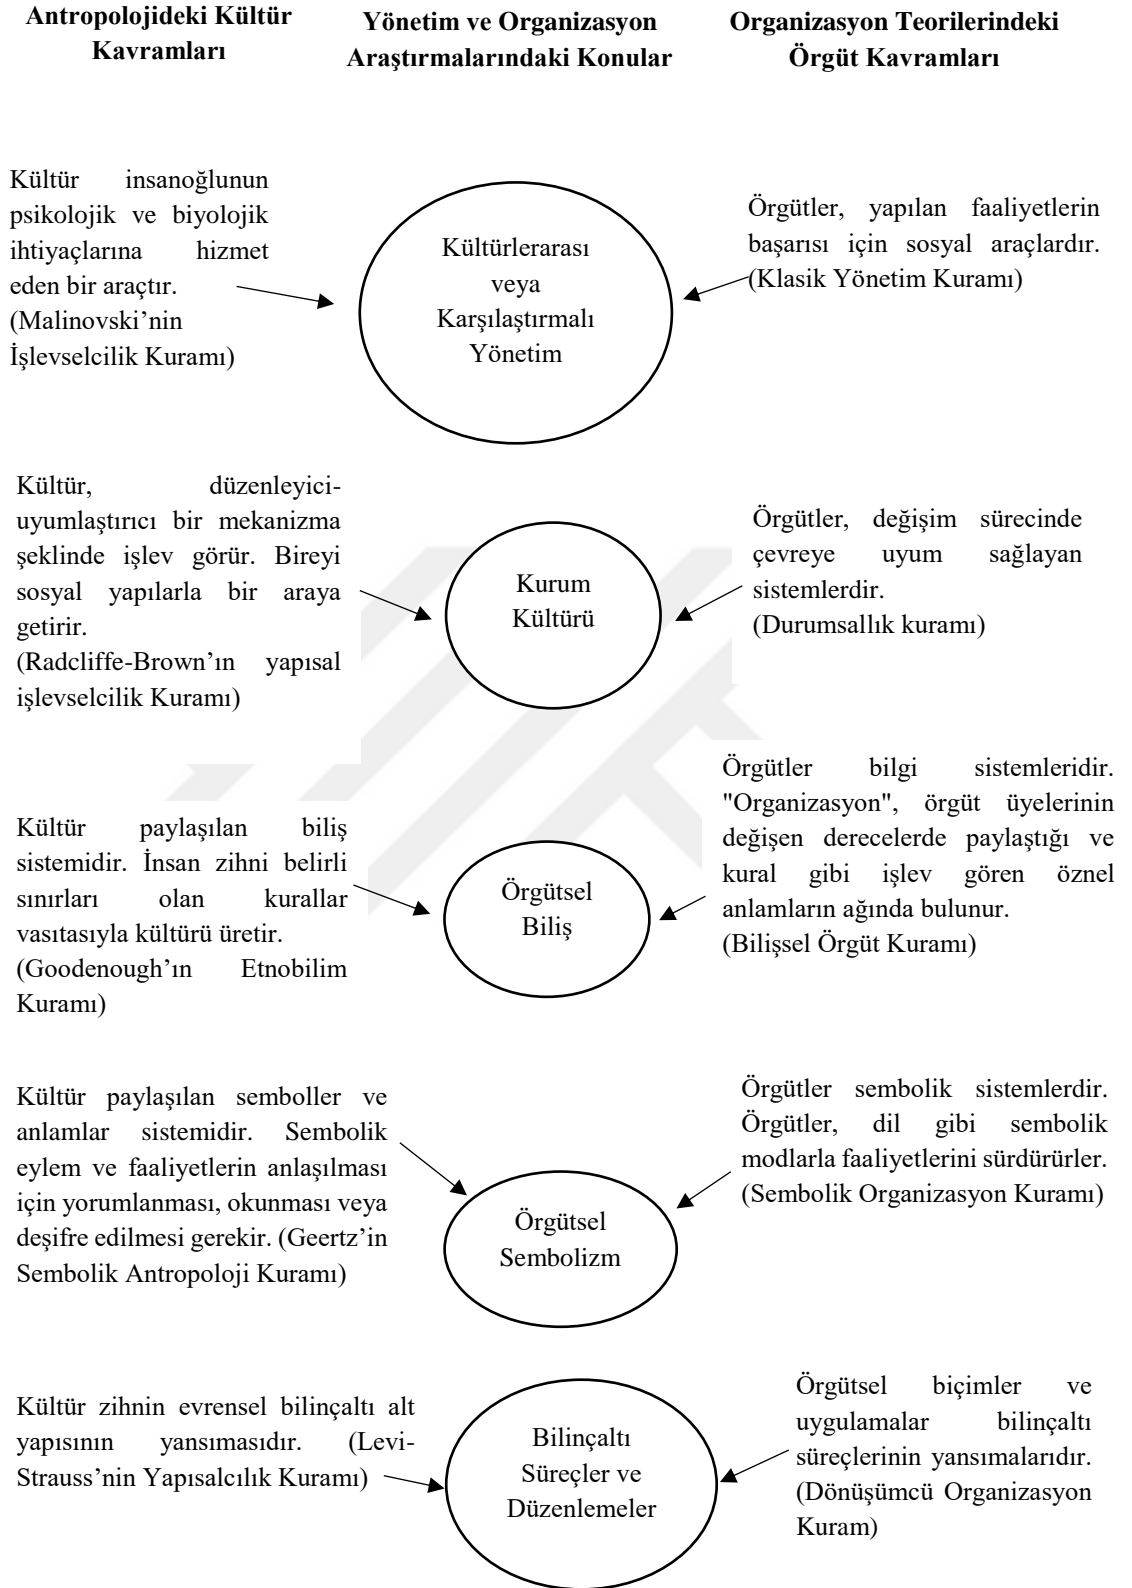 Antropolojideki Kültür
Kavramları
Yönetim ve Organizasyon
Araştırmalarındaki Konular
Organizasyon Teorilerindeki
Örgüt Kavramları
Kültür insanoğlunun
psikolojik ve biyolojik
ihtiyaçlarına hizmet
eden bir araçtır.
(Malinovski’nin
İşlevselcilik Kuramı)
Kültürlerarası
veya
Karşılaştırmalı
Yönetim
Örgütler, yapılan faaliyetlerin
başarısı için sosyal araçlardır.
(Klasik Yönetim Kuramı)
Kültür, düzenleyici-
uyumlaştırıcı bir mekanizma
şeklinde işlev görür. Bireyi
sosyal yapılarla bir araya
getirir.
(Radcliffe-Brown’ın yapısal
işlevselcilik Kuramı)
Kurum
Kültürü
Örgütler, değişim sürecinde
çevreye uyum sağlayan
sistemlerdir.
(Durumsallık kuramı)
Kültür paylaşılan biliş
sistemidir. İnsan zihni belirli
sınırları olan kurallar
vasıtasıyla kültürü üretir.
(Goodenough’ın Etnobilim
Kuramı)
Örgütsel
Biliş
Örgütler bilgi sistemleridir.
"Organizasyon", örgüt üyelerinin
değişen derecelerde paylaştığı ve
kural gibi işlev gören öznel
anlamların ağında bulunur.
(Bilişsel Örgüt Kuramı)
Kültür paylaşılan semboller ve
anlamlar sistemidir. Sembolik
eylem ve faaliyetlerin anlaşılması
için yorumlanması, okunması veya
deşifre edilmesi gerekir. (Geertz’in
Sembolik Antropoloji Kuramı)
Örgütsel
Sembolizm
Örgütler sembolik sistemlerdir.
Örgütler, dil gibi sembolik
modlarla faaliyetlerini sürdürürler.
(Sembolik Organizasyon Kuramı)
Kültür zihnin evrensel bilinçaltı alt
yapısının yansımasıdır. (Levi-
Strauss’nin Yapısalcılık Kuramı)
Bilinçaltı
Süreçler ve
Düzenlemeler
Örgütsel biçimler ve
uygulamalar bilinçaltı
süreçlerinin yansımalarıdır.
(Dönüşümcü Organizasyon
Kuram)